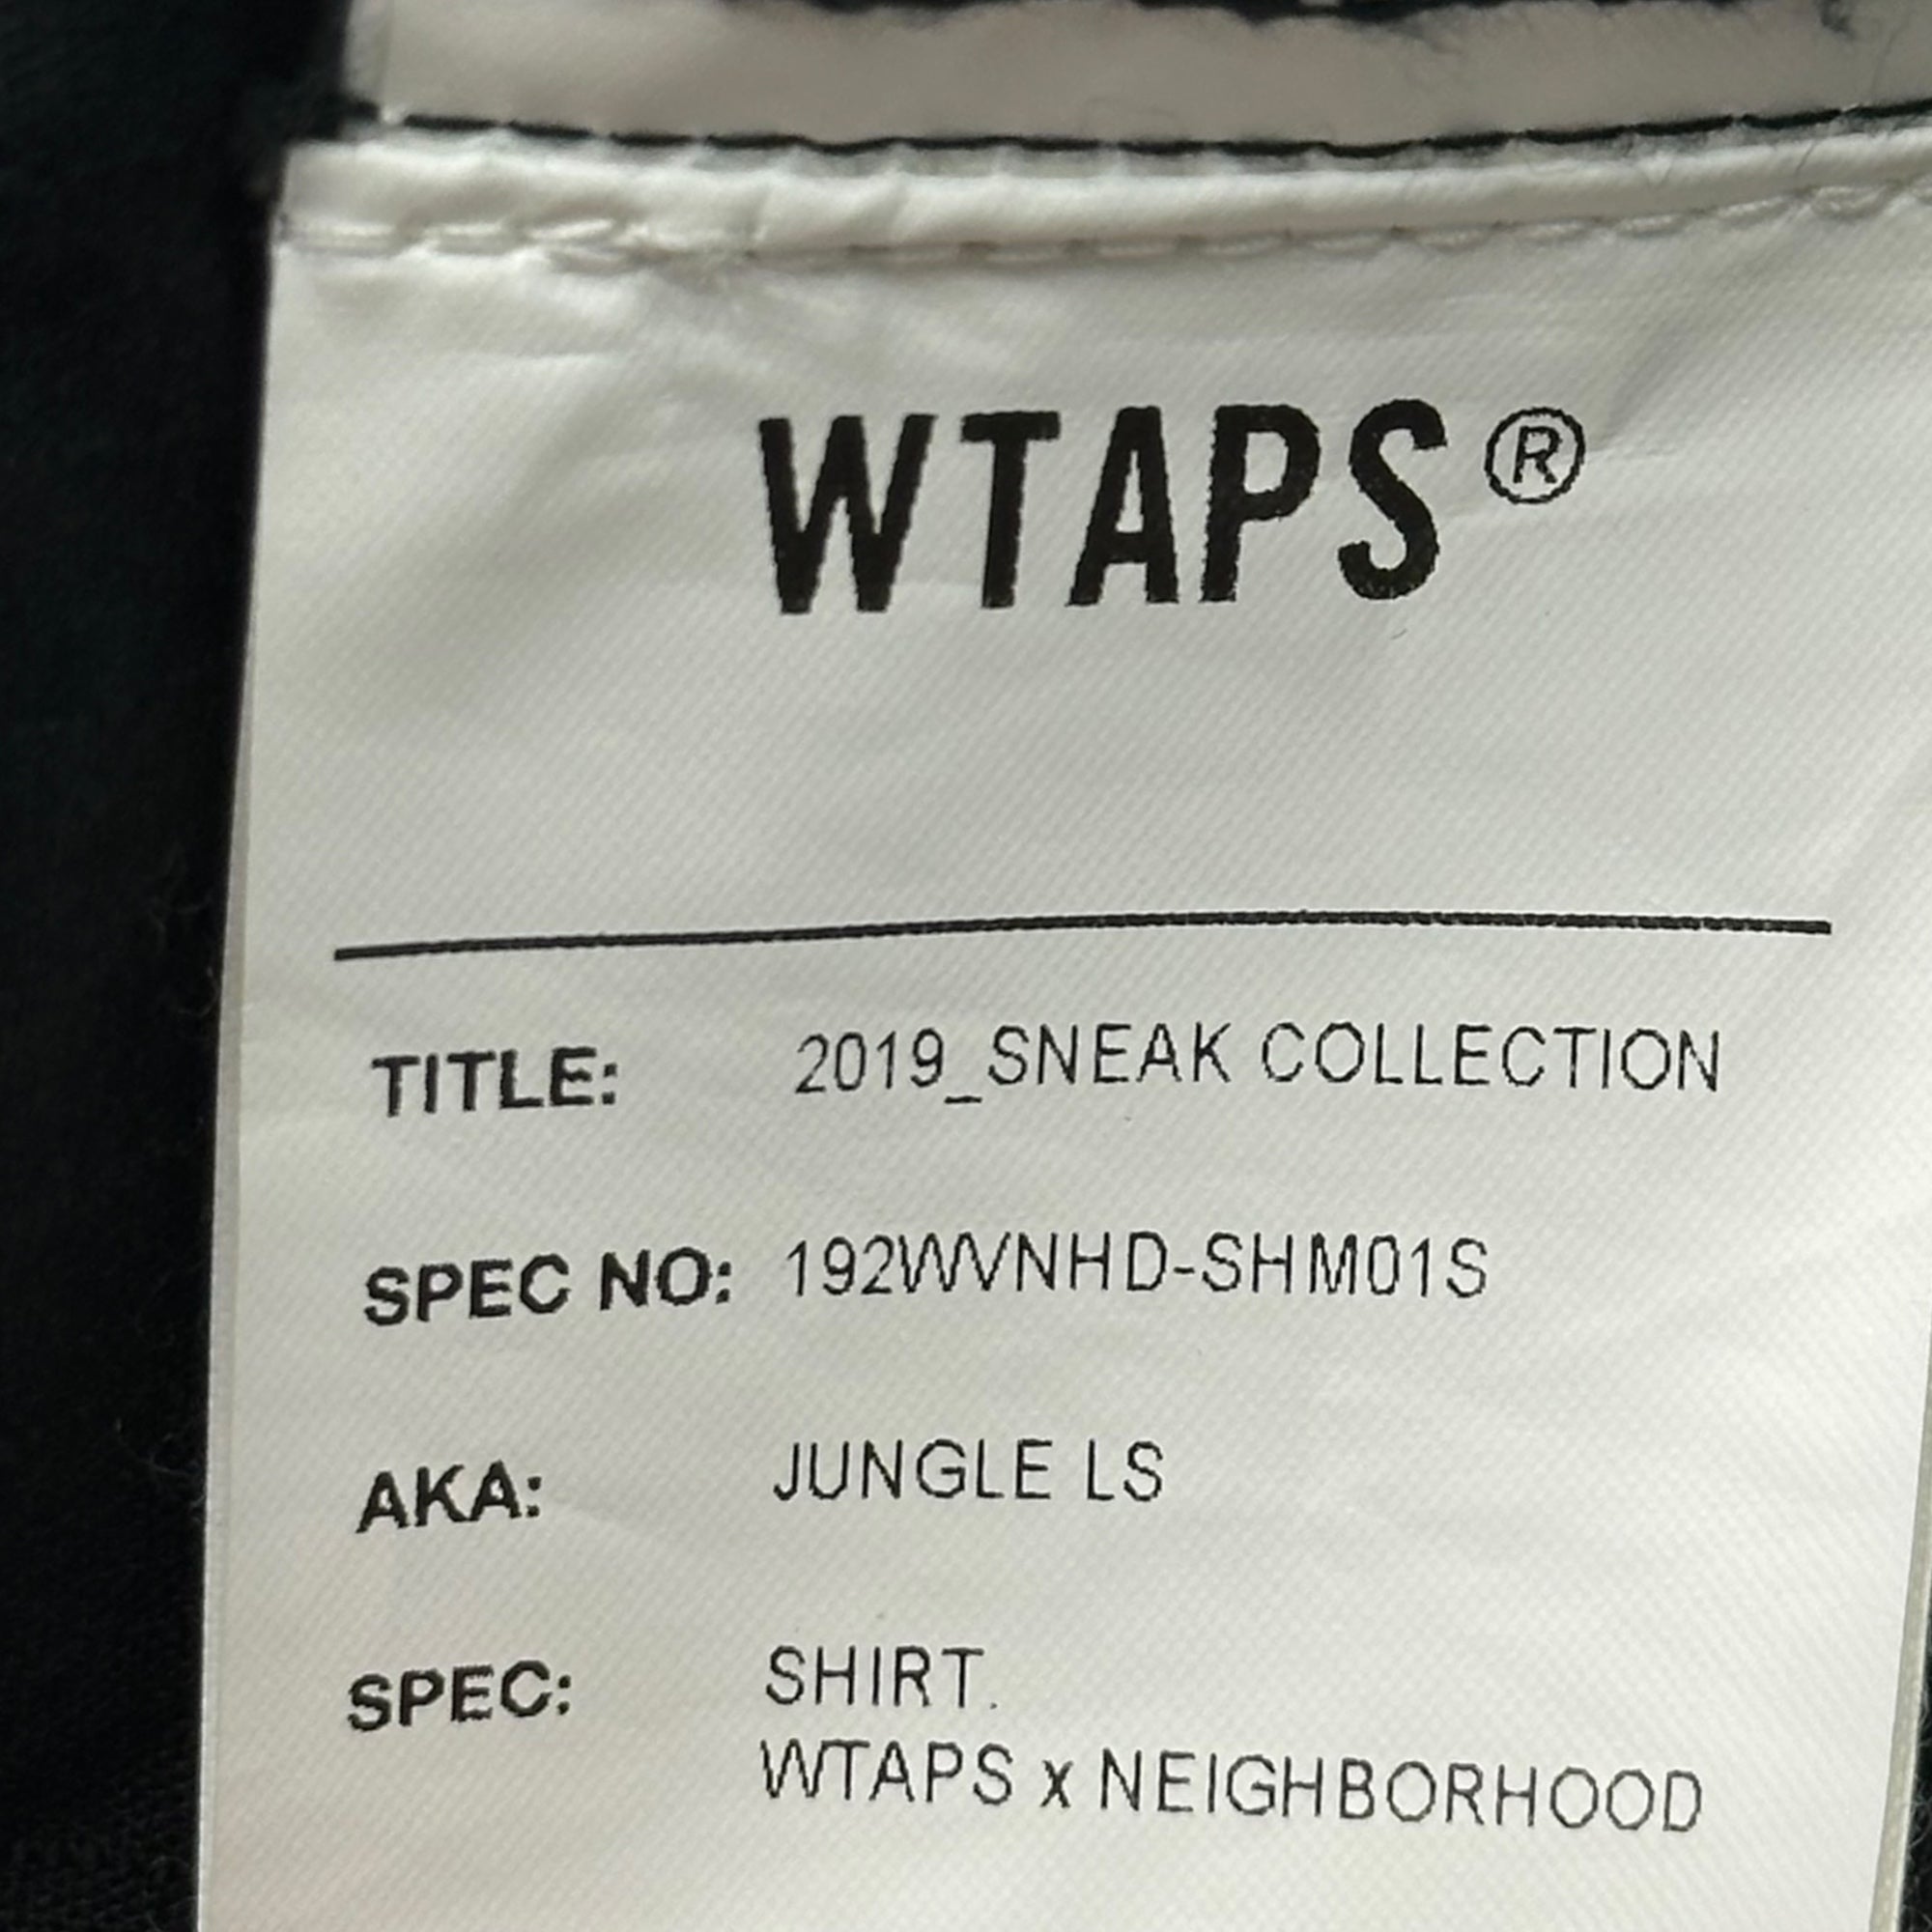 WTAPS®
TITLE: 2019_SNEAK COLLECTION
SPEC NO: 192WVNHD-SHM01S
AKA: JUNGLE LS
SPEC: SHIRT.
WTAPS x NEIGHBORHOOD